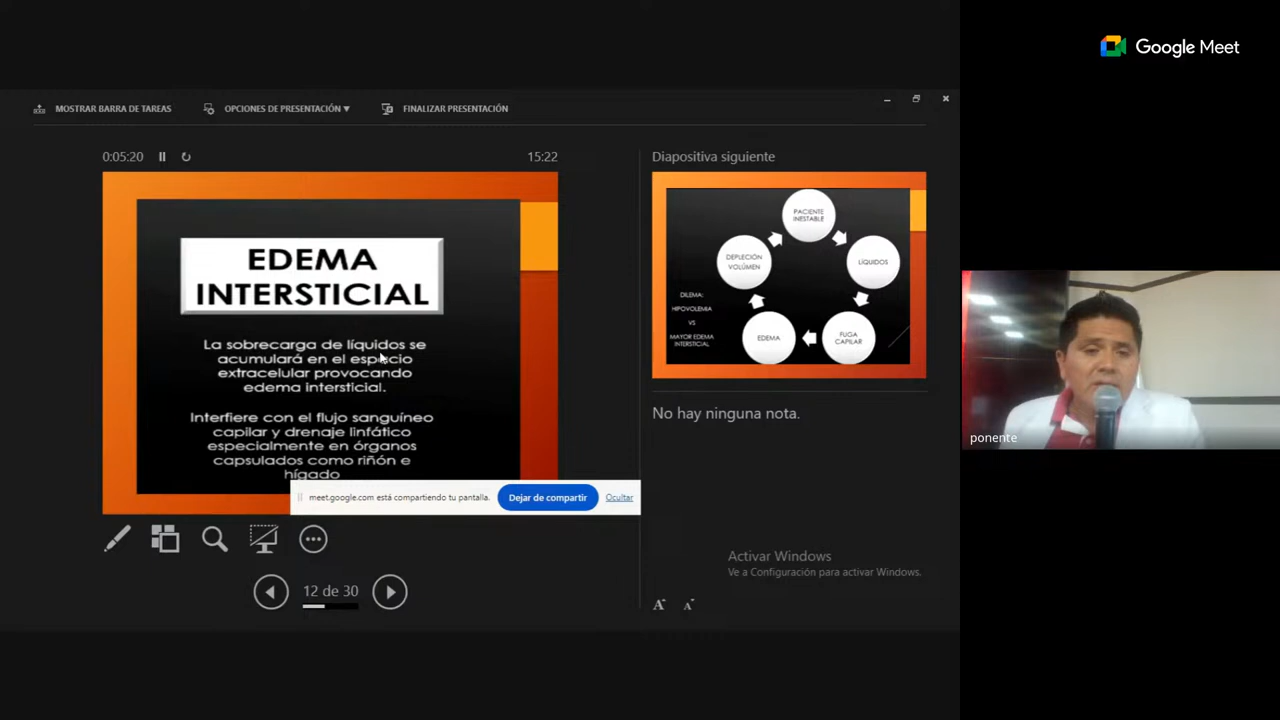 Google Meet
MOSTRAR BARRA DE TAREAS
OPCIONES DE PRESENTACIÓN ▼
FINALIZAR PRESENTACIÓN
0:05:20
15:22
EDEMA
INTERSTICIAL
La sobrecarga de líquidos se
acumulará en el espacio
extracelular provocando
edema intersticial.
Interfiere con el flujo sanguíneo
capilar y drenaje linfático
especialmente en órganos
capsulados como riñón e
hígado
meet.google.com está compartiendo tu pantalla.
Dejar de compartir
Ocultar
12 de 30
Diapositiva siguiente
PACIENTE
INESTABLE
LÍQUIDOS
FUGA
CAPILAR
EDEMA
DEPLECIÓN
VOLÚMEN
DILEMA:
HIPOVOLEMIA
VS
MAYOR EDEMA
INTERSTICIAL
No hay ninguna nota.
Activar Windows
Ve a Configuración para activar Windows.
A
A
ponente